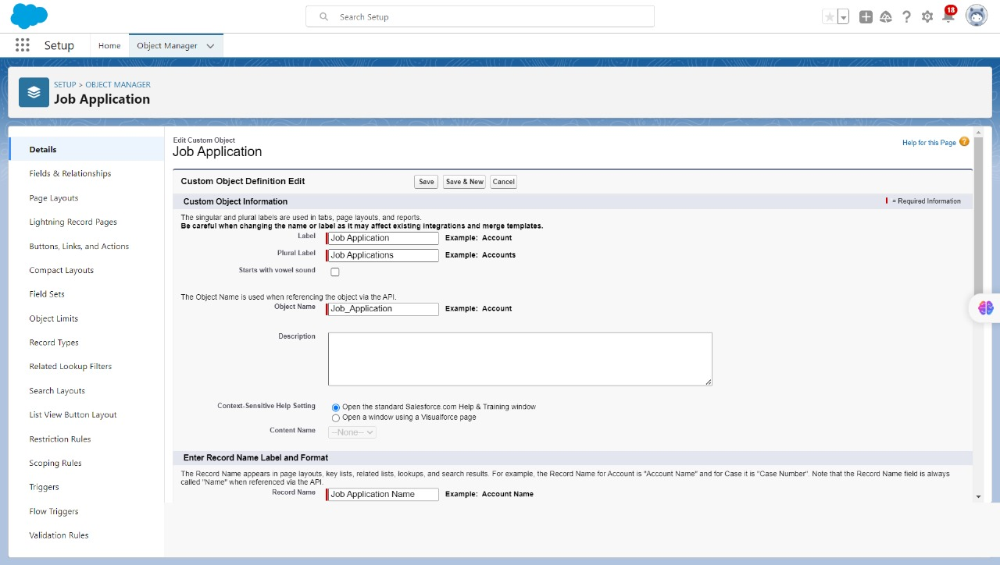 Search Setup
18
Setup
Home
Object Manager
SETUP > OBJECT MANAGER
Job Application
Details
Fields & Relationships
Page Layouts
Lightning Record Pages
Buttons, Links, and Actions
Compact Layouts
Field Sets
Object Limits
Record Types
Related Lookup Filters
Search Layouts
List View Button Layout
Restriction Rules
Scoping Rules
Triggers
Flow Triggers
Validation Rules
Edit Custom Object
Job Application
Help for this Page ?
Custom Object Definition Edit
Save
Save & New
Cancel
Custom Object Information
= Required Information
The singular and plural labels are used in tabs, page layouts, and reports.
Be careful when changing the name or label as it may affect existing integrations and merge templates.
Label Job Application Example: Account
Plural Label Job Applications Example: Accounts
Starts with vowel sound
The Object Name is used when referencing the object via the API.
Object Name Job_Application Example: Account
Description
Context-Sensitive Help Setting Open the standard Salesforce.com Help & Training window
Open a window using a Visualforce page
Content Name --None--
Enter Record Name Label and Format
The Record Name appears in page layouts, key lists, related lists, lookups, and search results. For example, the Record Name for Account is "Account Name" and for Case it is "Case Number". Note that the Record Name field is always
called "Name" when referenced via the API.
Record Name Job Application Name Example: Account Name